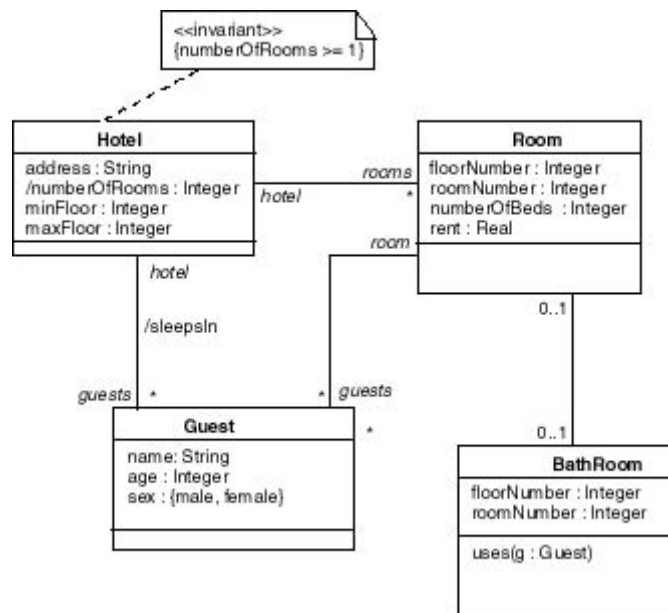 <<invariant>>
{numberOfRooms >= 1}
Hotel
address : String
/numberOfRooms : Integer
minFloor : Integer
maxFloor : Integer
rooms
hotel
*
Room
floorNumber : Integer
roomNumber : Integer
numberOfBeds : Integer
rent : Real
room
hotel
/sleepsIn
0..1
guests *
* guests
*
Guest
name: String
age : Integer
sex : {male, female}
0..1
BathRoom
floorNumber : Integer
roomNumber : Integer
uses(g : Guest)